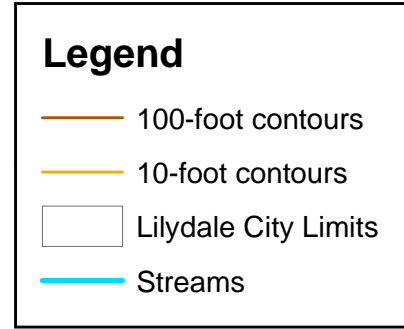 Legend
100-foot contours
10-foot contours
Lilydale City Limits
Streams